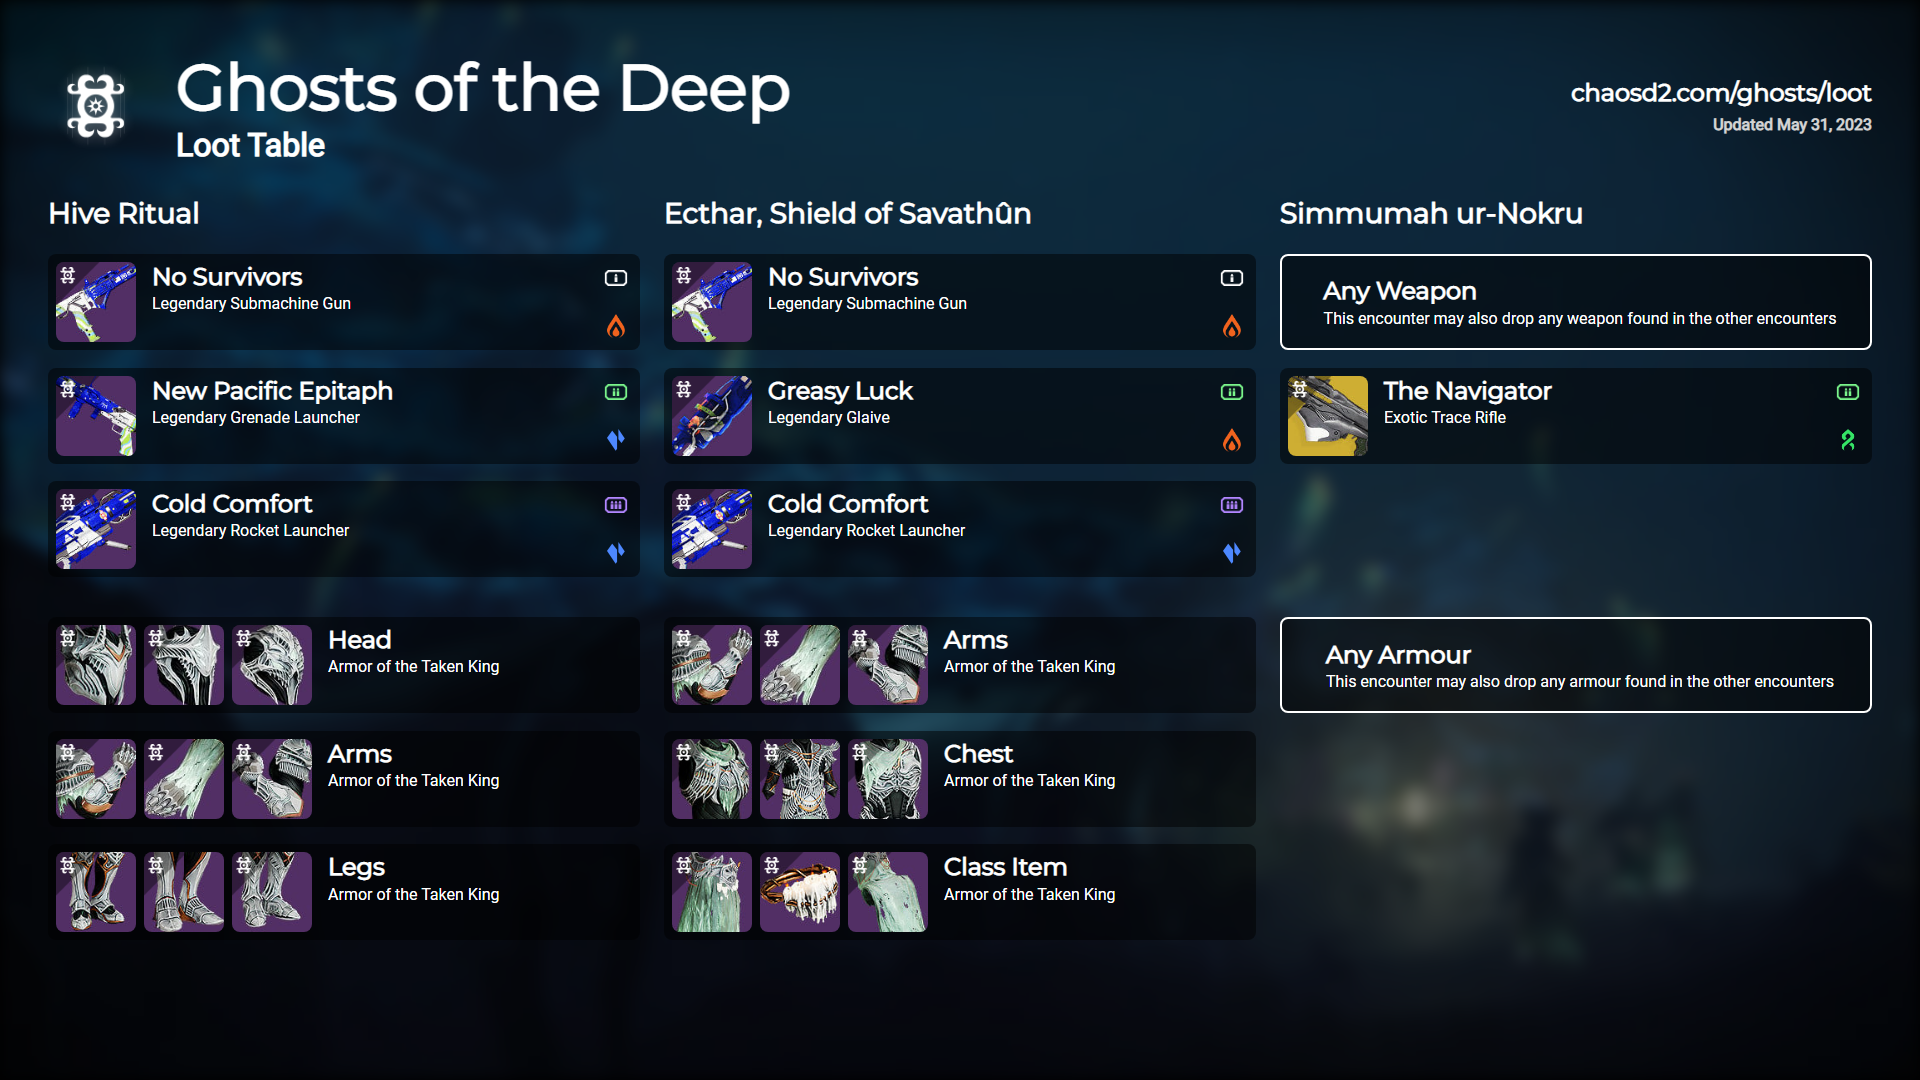 Ghosts of the Deep
Loot Table
chaosd2.com/ghosts/loot
Updated May 31, 2023
Hive Ritual
No Survivors
Legendary Submachine Gun
New Pacific Epitaph
Legendary Grenade Launcher
Cold Comfort
Legendary Rocket Launcher
Head
Armor of the Taken King
Arms
Armor of the Taken King
Legs
Armor of the Taken King
Ecthar, Shield of Savathûn
No Survivors
Legendary Submachine Gun
Greasy Luck
Legendary Glaive
Cold Comfort
Legendary Rocket Launcher
Arms
Armor of the Taken King
Chest
Armor of the Taken King
Class Item
Armor of the Taken King
Simmumah ur-Nokru
Any Weapon
This encounter may also drop any weapon found in the other encounters
The Navigator
Exotic Trace Rifle
Any Armour
This encounter may also drop any armour found in the other encounters